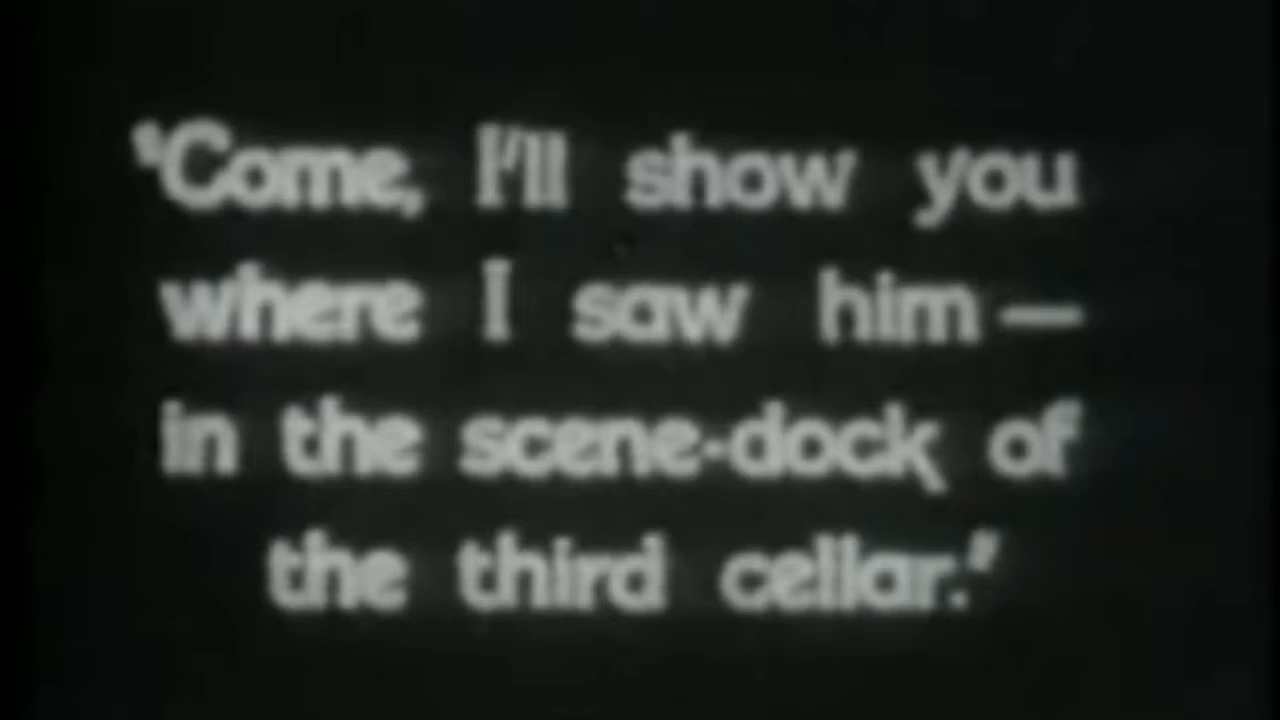 "Come, I'll show you
where I saw him—
in the scene-dock of
the third cellar."